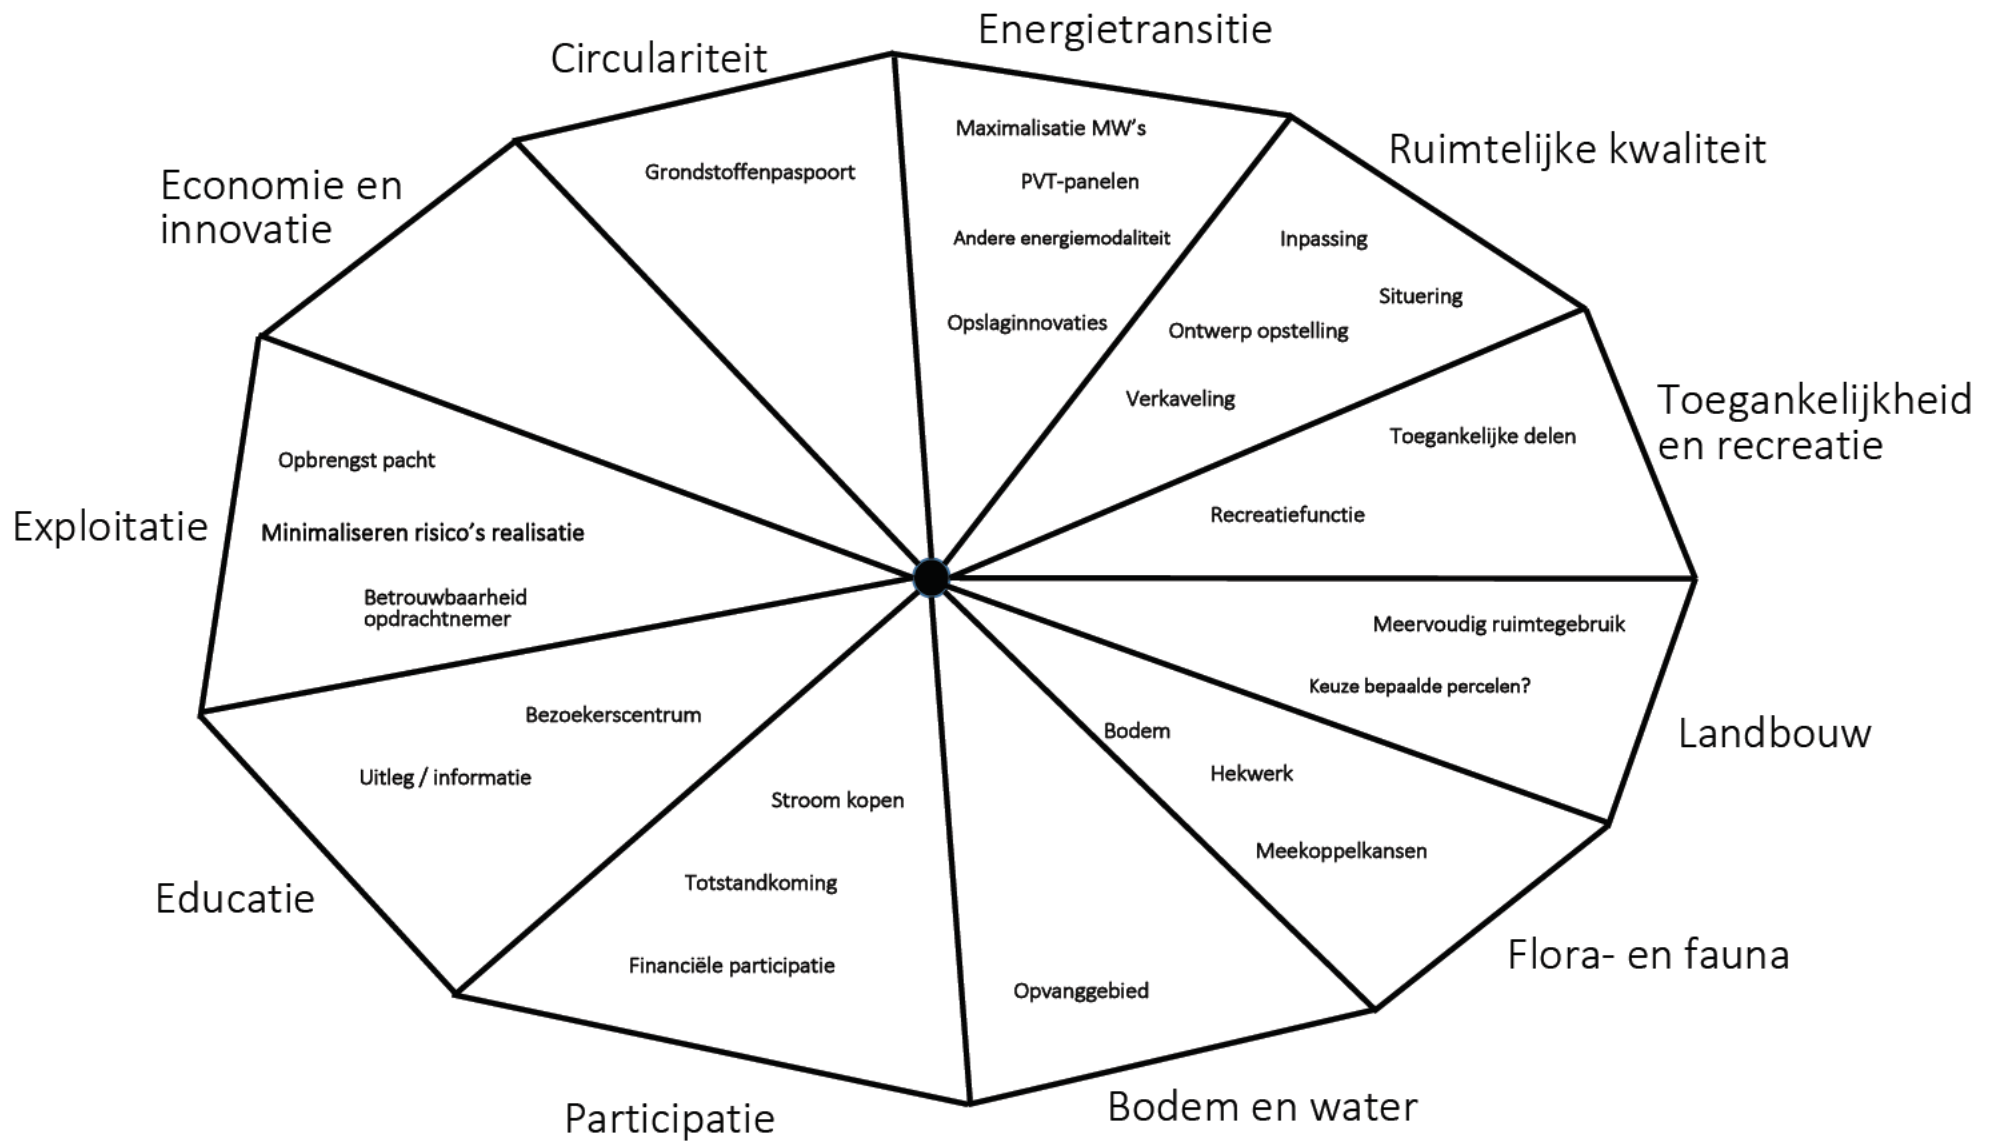 Energietransitie
Maximalisatie MW's
PVT-panelen
Andere energiemodaliteit
Opslaginnovaties
Ruimtelijke kwaliteit
Inpassing
Situering
Ontwerp opstelling
Verkaveling
Toegankelijkheid
en recreatie
Toegankelijke delen
Recreatiefunctie
Landbouw
Meervoudig ruimtegebruik
Keuze bepaalde percelen?
Flora- en fauna
Bodem
Hekwerk
Meekoppelkansen
Bodem en water
Opvanggebied
Participatie
Stroom kopen
Totstandkoming
Financiële participatie
Educatie
Bezoekerscentrum
Uitleg / informatie
Exploitatie
Opbrengst pacht
Minimaliseren risico's realisatie
Betrouwbaarheid
opdrachtnemer
Economie en
innovatie
Circulariteit
Grondstoffenpaspoort